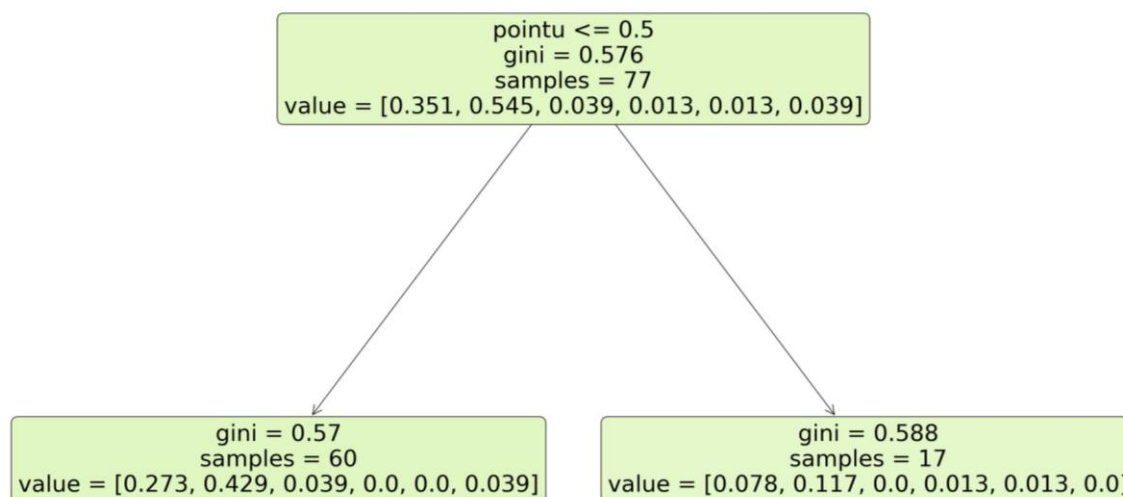 pointu <= 0.5
gini = 0.576
samples = 77
value = [0.351, 0.545, 0.039, 0.013, 0.013, 0.039]
gini = 0.57
samples = 60
value = [0.273, 0.429, 0.039, 0.0, 0.0, 0.039]
gini = 0.588
samples = 17
value = [0.078, 0.117, 0.0, 0.013, 0.013,